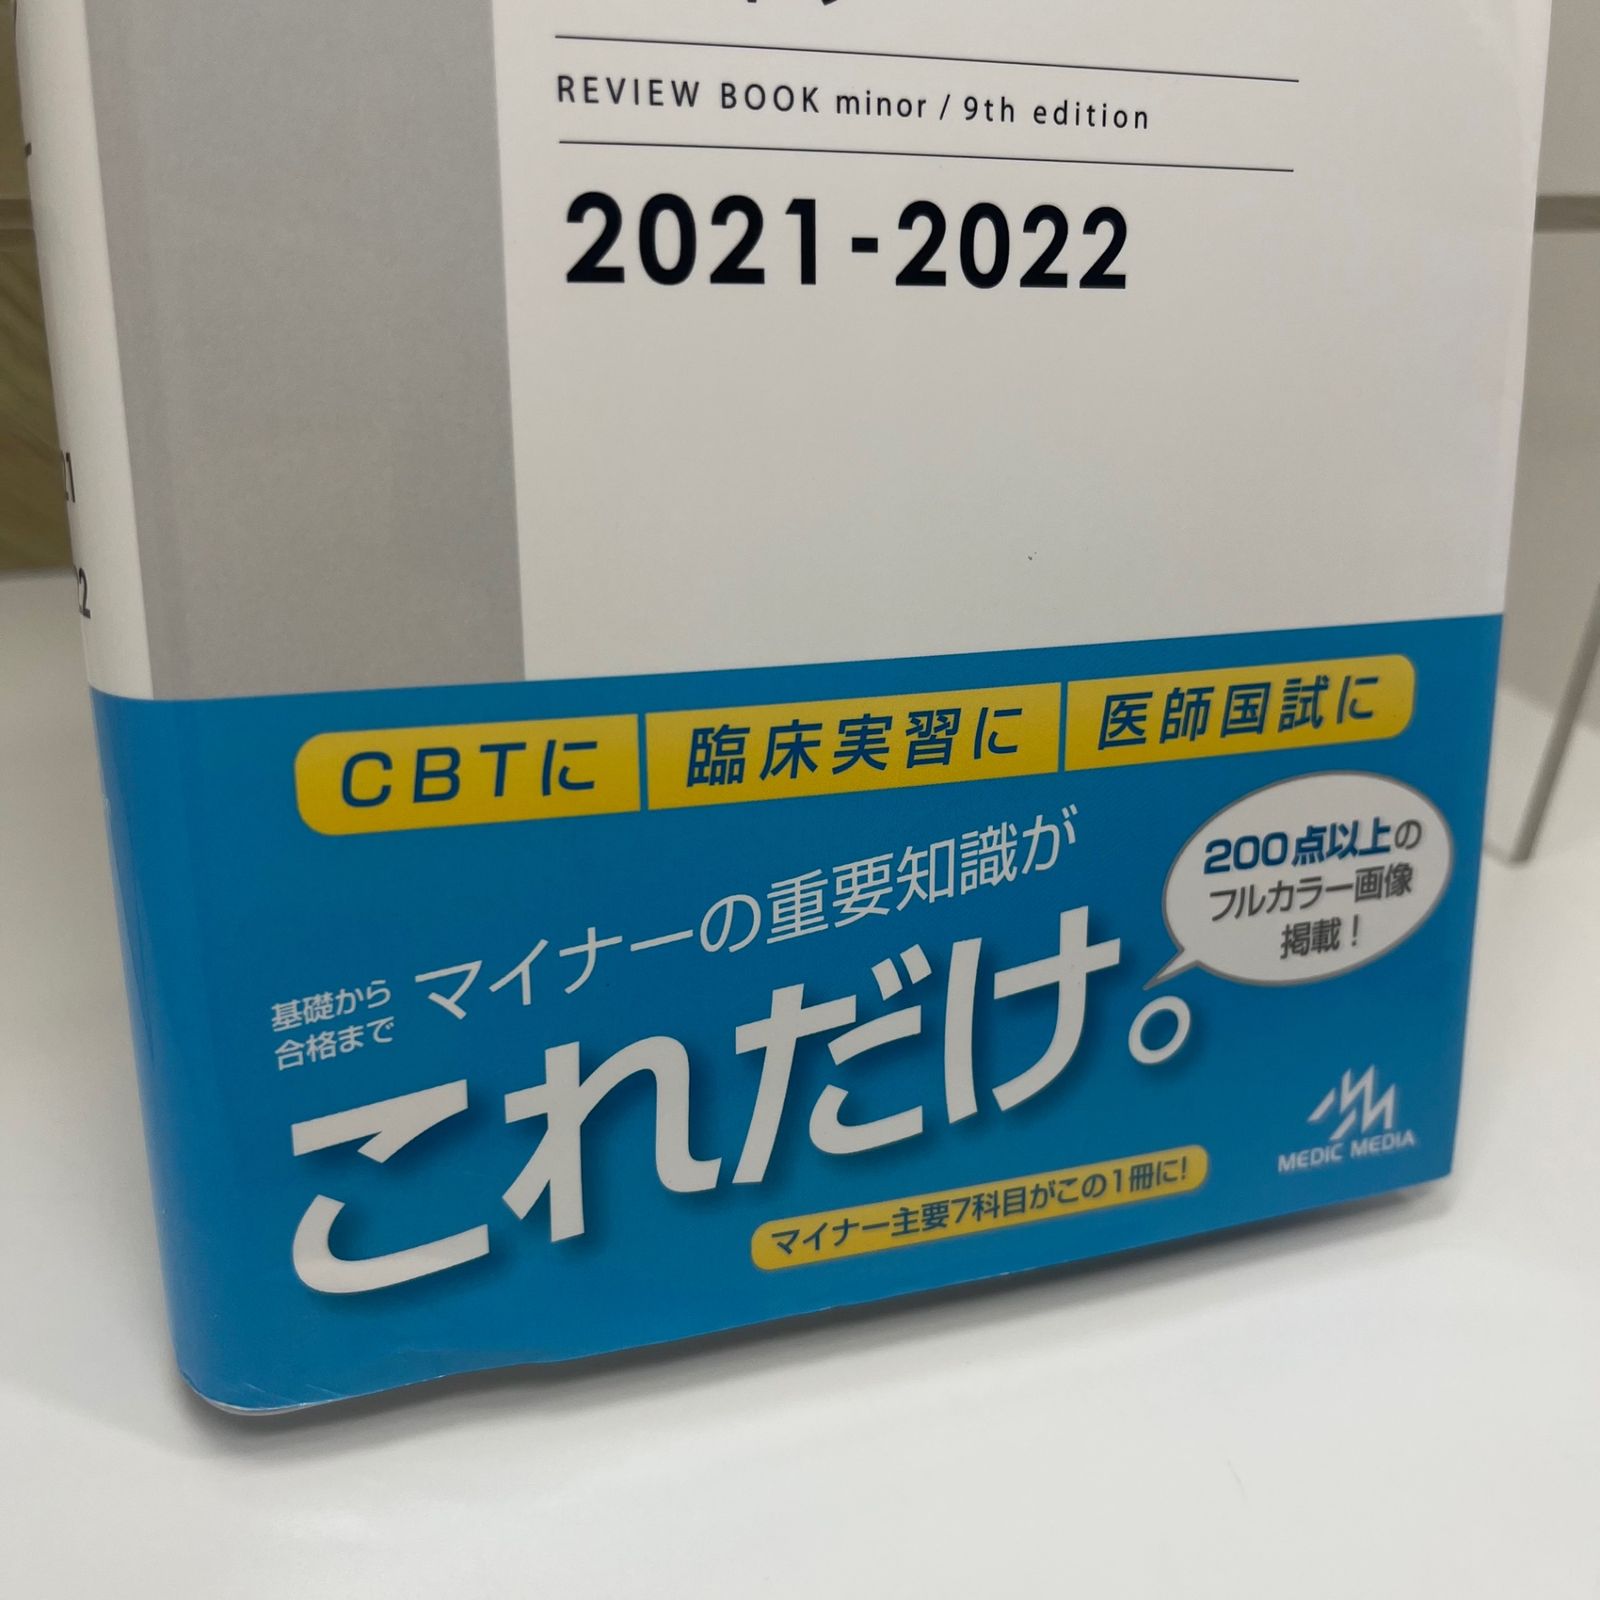 REVIEW BOOK minor / 9th edition
2021-2022
21
22
CBTに 臨床実習に 医師国試に
200点以上の
フルカラー画像
掲載！
基礎から
合格まで
マイナーの重要知識が
これだけ。
マイナー主要7科目がこの1冊に!
MEDIC MEDIA